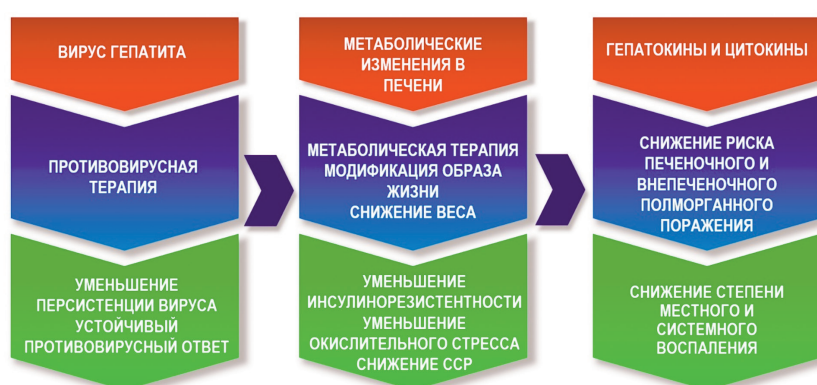 ВИРУС ГЕПАТИТА
ПРОТИВОВИРУСНАЯ
ТЕРАПИЯ
УМЕНЬШЕНИЕ
ПЕРСИСТЕНЦИИ ВИРУСА
УСТОЙЧИВЫЙ
ПРОТИВОВИРУСНЫЙ ОТВЕТ
МЕТАБОЛИЧЕСКИЕ
ИЗМЕНЕНИЯ В
ПЕЧЕНИ
МЕТАБОЛИЧЕСКАЯ ТЕРАПИЯ
МОДИФИКАЦИЯ ОБРАЗА
ЖИЗНИ
СНИЖЕНИЕ ВЕСА
УМЕНЬШЕНИЕ
ИНСУЛИНОРЕЗИСТЕНТНОСТИ
УМЕНЬШЕНИЕ
ОКИСЛИТЕЛЬНОГО СТРЕССА
СНИЖЕНИЕ ССР
ГЕПАТОКИНЫ И ЦИТОКИНЫ
СНИЖЕНИЕ РИСКА
ПЕЧЕНОЧНОГО И
ВНЕПЕЧЕНОЧНОГО
ПОЛМОРГАННОГО
ПОРАЖЕНИЯ
СНИЖЕНИЕ СТЕПЕНИ
МЕСТНОГО И
СИСТЕМНОГО
ВОСПАЛЕНИЯ